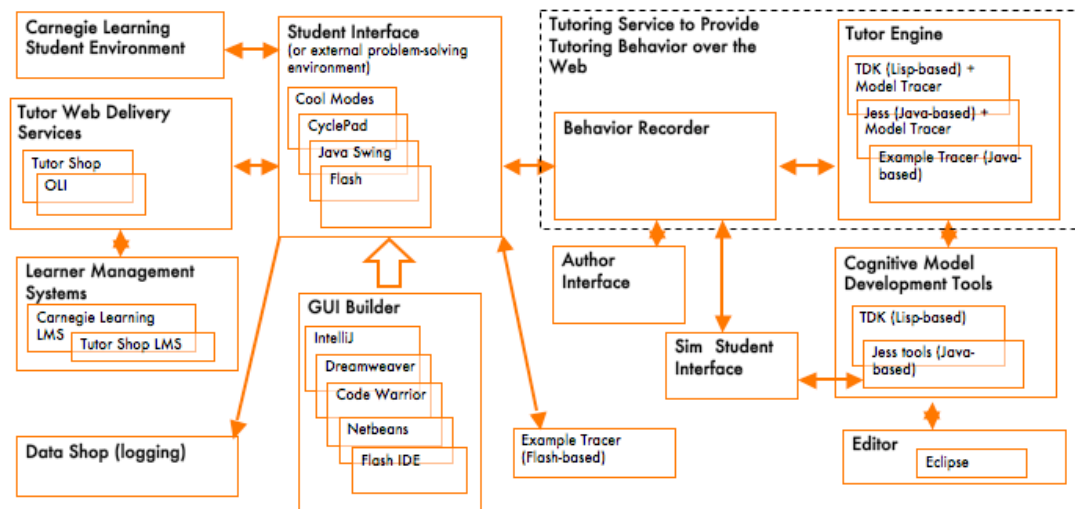 Carnegie Learning
Student Environment
Student Interface
(or external problem-solving
environment)
Cool Modes
CyclePad
Java Swing
Flash
Tutoring Service to Provide
Tutoring Behavior over the
Web
Tutor Engine
TDK (Lisp-based) +
Model Tracer
Jess (Java-based) +
Model Tracer
Example Tracer (Java-
based)
Behavior Recorder
Tutor Web Delivery
Services
Tutor Shop
OLI
Learner Management
Systems
Carnegie Learning
LMS
Tutor Shop LMS
GUI Builder
IntelliJ
Dreamweaver
Code Warrior
Netbeans
Flash IDE
Author
Interface
Cognitive Model
Development Tools
TDK (Lisp-based)
Jess tools (Java-
based)
Sim Student
Interface
Data Shop (logging)
Example Tracer
(Flash-based)
Editor
Eclipse